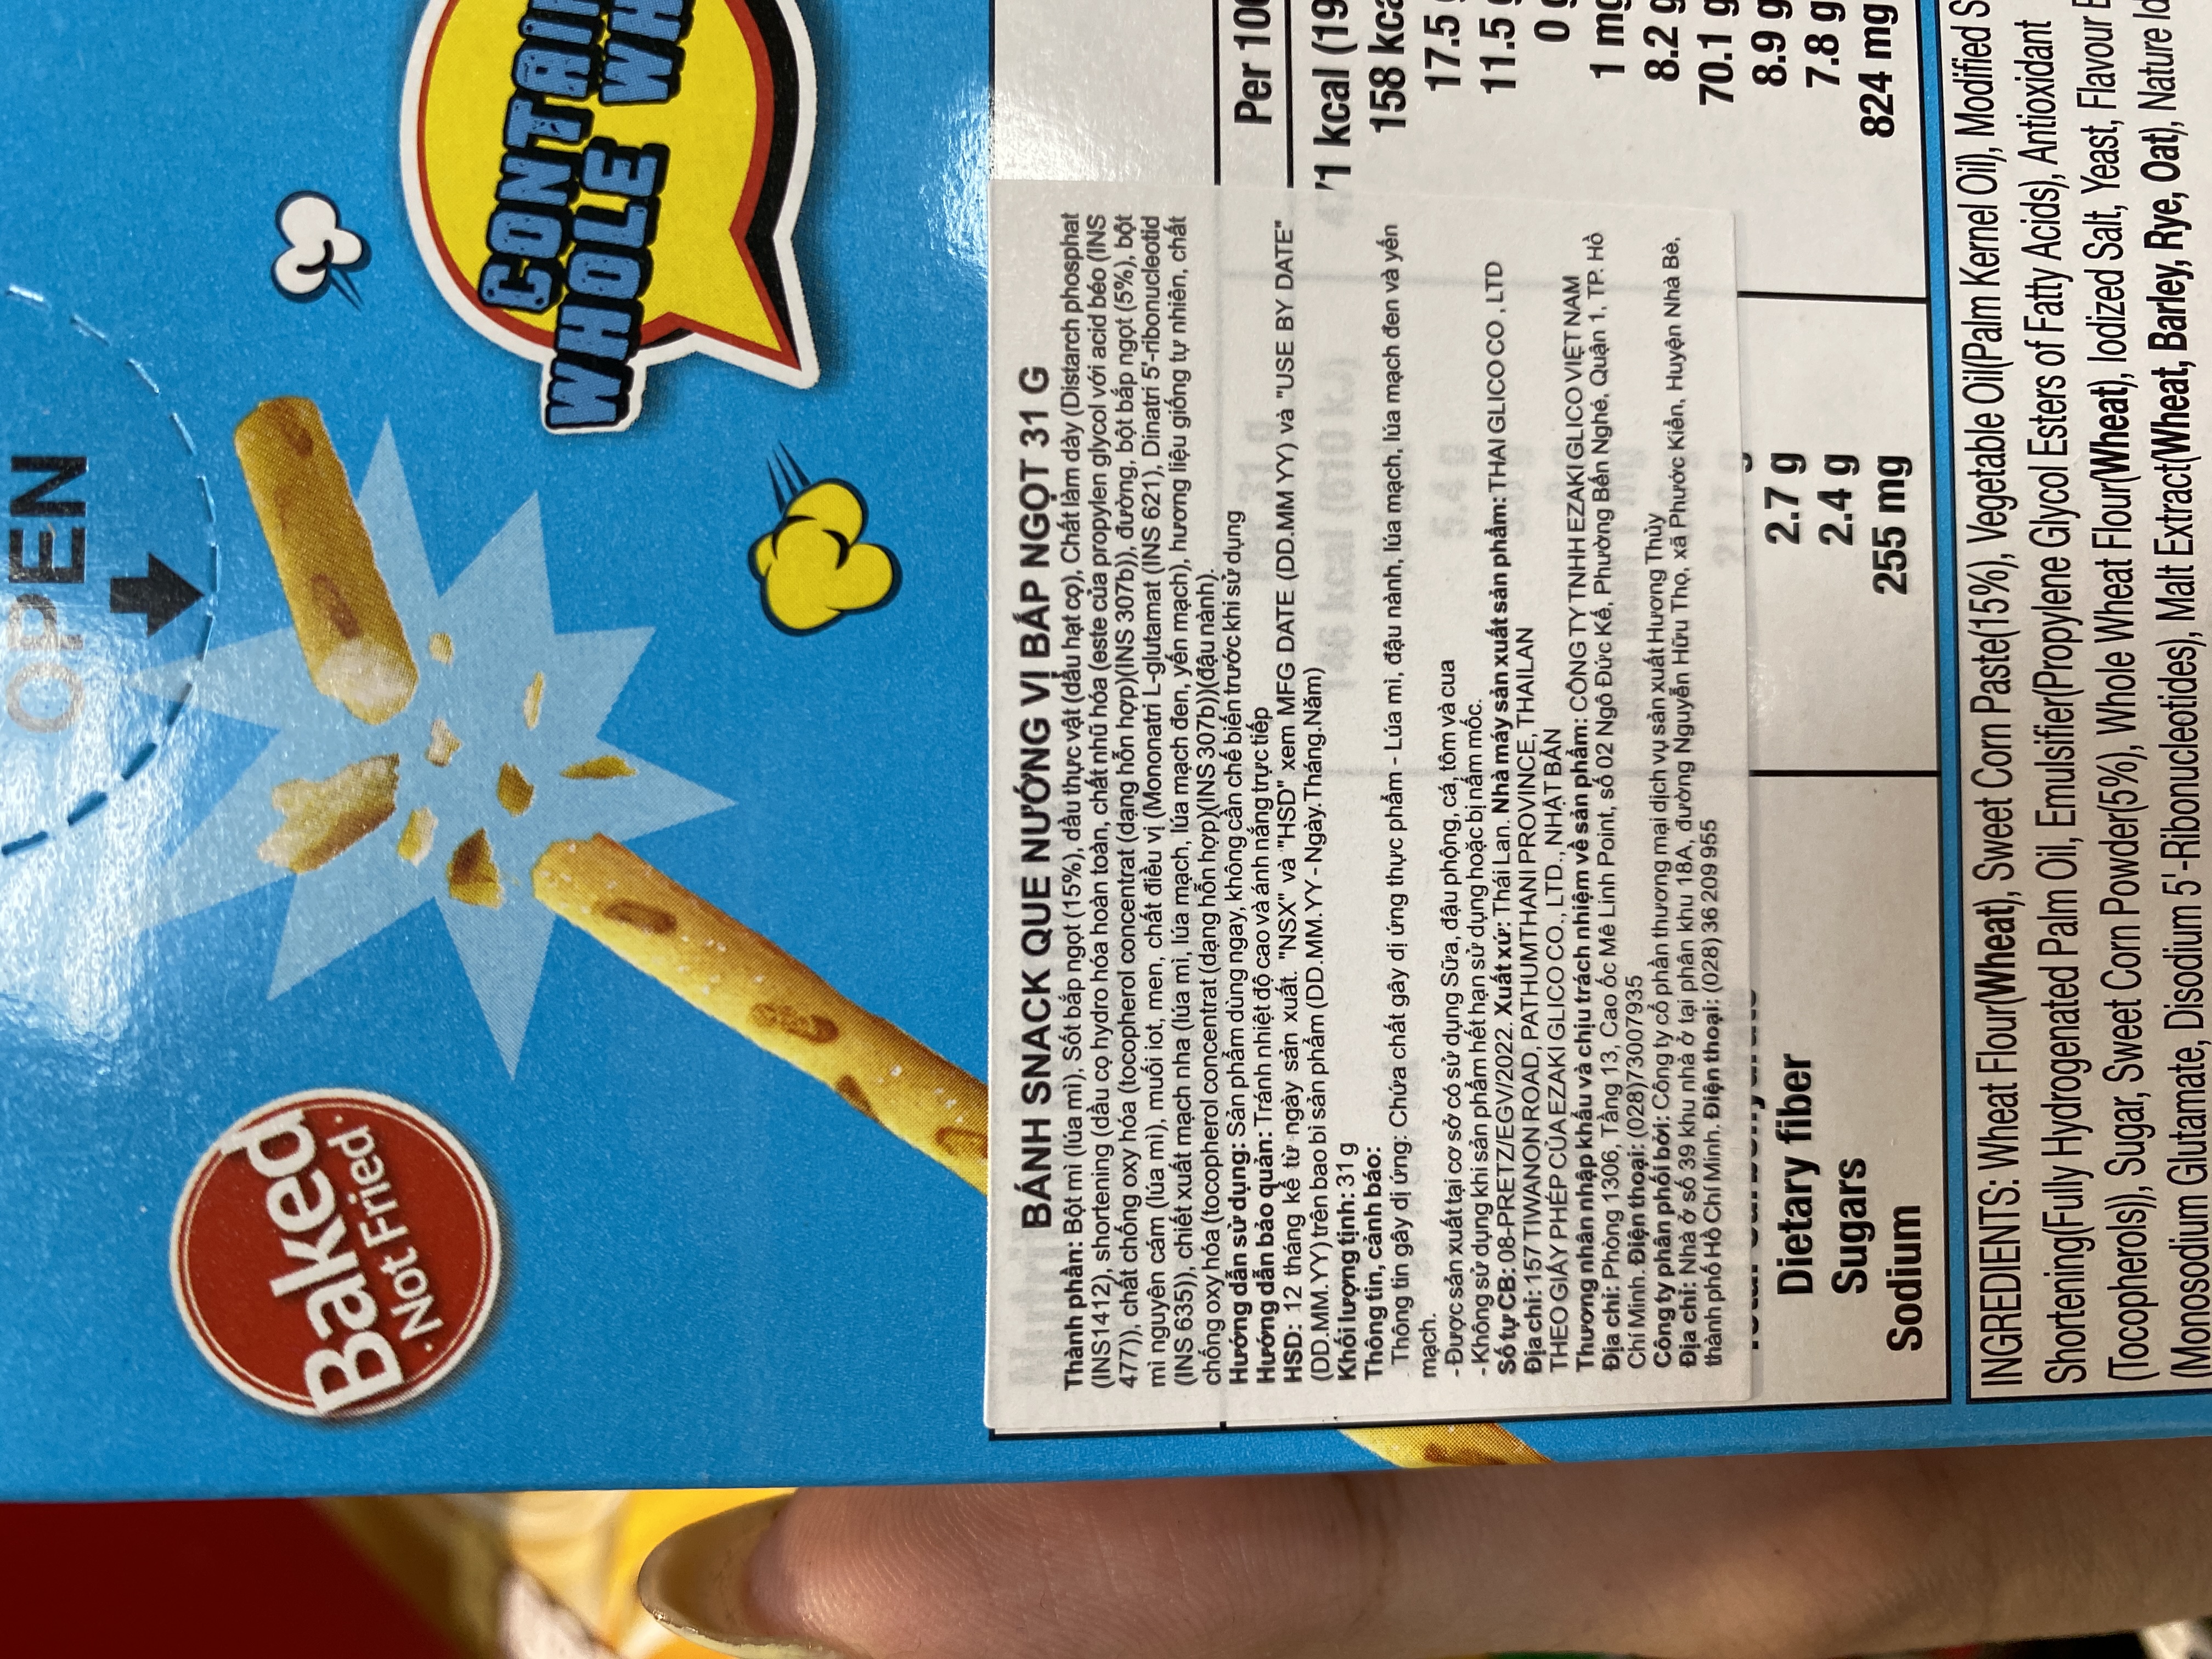 OPEN
Baked
·Not Fried·
WHOLE
BÁNH SNACK QUE NƯỚNG VỊ BẮP NGỌT 31 G
Thành phần: Bột mì (lúa mì), Sốt bắp ngọt (15%), dầu thực vật (dầu hạt cọ), Chất làm dày (Distarch phosphat
(INS1412), shortening (dầu cọ hydro hóa hoàn toàn, chất nhũ hóa (este của propylen glycol với acid béo (INS
477)), chất chống oxy hóa (tocopherol concentrat (dạng hỗn hợp)(INS 307b)), đường, bột bắp ngọt (5%), bột
mì nguyên cám (lúa mì), muối iot, men, chất điều vị (Mononatri L-glutamat (INS 621), Dinatri 5'-ribonucleotid
(INS 635)), chiết xuất mạch nha (lúa mì, lúa mạch, lúa mạch đen, yến mạch), hương liệu giống tự nhiên, chất
chống oxy hóa (tocopherol concentrat (dạng hỗn hợp)(INS 307b))(đậu nành).
Hướng dẫn sử dụng: Sản phẩm dùng ngay, không cần chế biến trước khi sử dụng
Hướng dẫn bảo quản: Tránh nhiệt độ cao và ánh nắng trực tiếp
HSD: 12 tháng kể từ ngày sản xuất. "NSX" và "HSD" xem MFG DATE (DD.MM YY) và "USE BY DATE"
(DD.MM.YY) trên bao bì sản phẩm (DD.MM.YY - Ngày.Tháng.Năm)
Khối lượng tịnh: 31 g
Thông tin, cảnh báo:
Thông tin gây dị ứng: Chứa chất gây dị ứng thực phẩm - Lúa mì, đậu nành, lúa mạch, lúa mạch đen và yến
mạch.
- Được sản xuất tại cơ sở có sử dụng Sữa, đậu phộng, cá, tôm và cua
- Không sử dụng khi sản phẩm hết hạn sử dụng hoặc bị nấm mốc.
Số tự CB: 08-PRETZ/EGV/2022. Xuất xứ: Thái Lan. Nhà máy sản xuất sản phẩm: THAI GLICO CO , LTD
Địa chỉ: 157 TIWANON ROAD, PATHUMTHANI PROVINCE, THAILAN
THEO GIẤY PHÉP CỦA EZAKI GLICO CO., LTD., NHẬT BẢN
Thương nhân nhập khẩu và chịu trách nhiệm về sản phẩm: CÔNG TY TNHH EZAKI GLICO VIỆT NAM
Địa chỉ: Phòng 1306, Tầng 13, Cao ốc Mê Linh Point, số 02 Ngô Đức Kế, Phường Bến Nghé, Quận 1, TP. Hồ
Chí Minh. Điện thoại: (028)73007935
Công ty phân phối bởi: Công ty cổ phần thương mại dịch vụ sản xuất Hương Thủy
Địa chỉ: Nhà ở số 39 khu nhà ở tại phân khu 18A, đường Nguyễn Hữu Thọ, xã Phước Kiển, Huyện Nhà Bè,
thành phố Hồ Chí Minh. Điện thoại: (028) 36 209 955
Per
kcal
158
17.5
11.5
0
1
8.2 g
70.1 g
Dietary fiber 2.7 g 8.9 g
Sugars 2.4 g 7.8 g
Sodium 255 mg 824 mg
INGREDIENTS: Wheat Flour(Wheat), Sweet Corn Paste(15%), Vegetable Oil(Palm Kernel Oil), Modified
Shortening(Fully Hydrogenated Palm Oil, Emulsifier(Propylene Glycol Esters of Fatty Acids), Antioxidant
(Tocopherols)), Sugar, Sweet Corn Powder(5%), Whole Wheat Flour(Wheat), Iodized Salt, Yeast, Flavour
(Monosodium Glutamate, Disodium 5'-Ribonucleotides), Malt Extract(Wheat, Barley, Rye, Oat), Nature